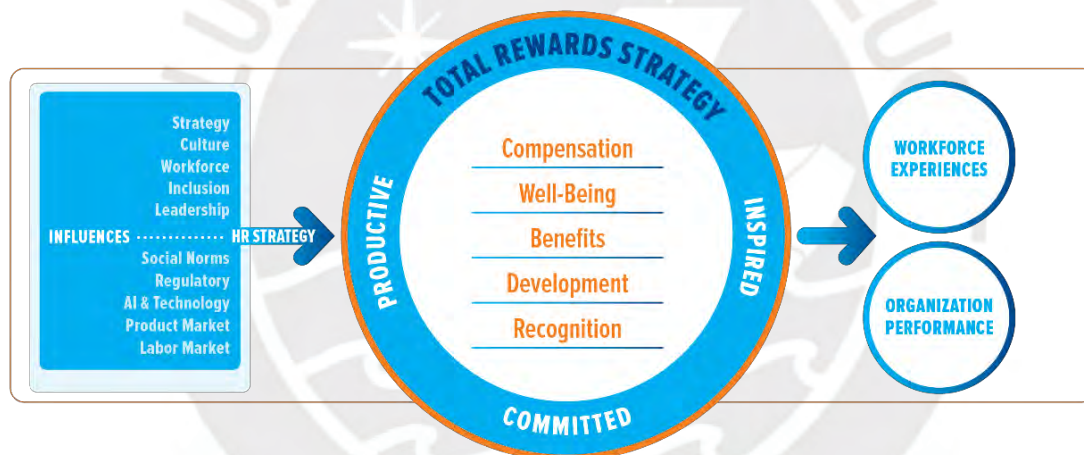 Strategy
Culture
Workforce
Inclusion
Leadership
INFLUENCES ············ HR STRATEGY
Social Norms
Regulatory
AI & Technology
Product Market
Labor Market
TOTAL REWARDS STRATEGY
PRODUCTIVE
Compensation
Well-Being
Benefits
Development
Recognition
INSPIRED
COMMITTED
WORKFORCE
EXPERIENCES
ORGANIZATION
PERFORMANCE